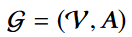 𝒢 = (𝒱, A)